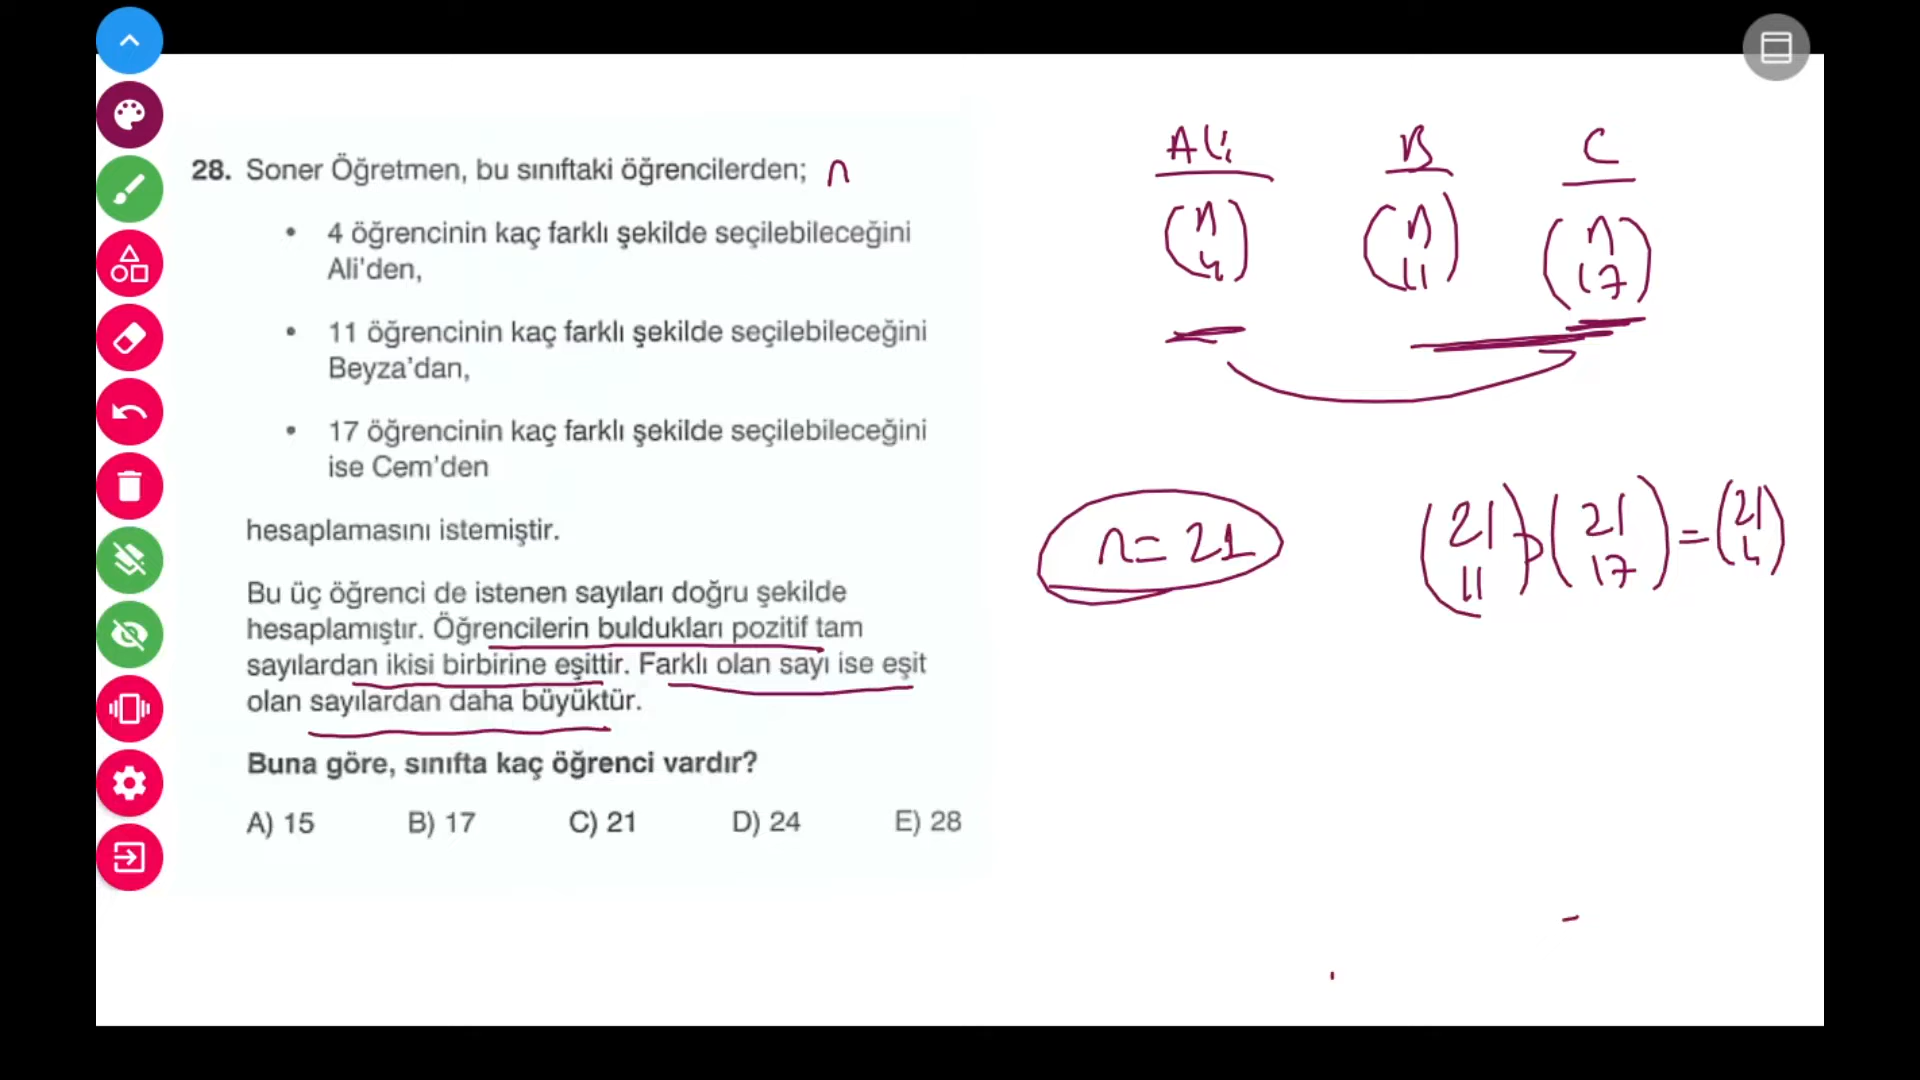 28. Soner Öğretmen, bu sınıftaki öğrencilerden; n
• 4 öğrencinin kaç farklı şekilde seçilebileceğini
Ali'den,
• 11 öğrencinin kaç farklı şekilde seçilebileceğini
Beyza'dan,
• 17 öğrencinin kaç farklı şekilde seçilebileceğini
ise Cem'den
hesaplamasını istemiştir.
Bu üç öğrenci de istenen sayıları doğru şekilde
hesaplamıştır. Öğrencilerin buldukları pozitif tam
sayılardan ikisi birbirine eşittir. Farklı olan sayı ise eşit
olan sayılardan daha büyüktür.
Buna göre, sınıfta kaç öğrenci vardır?
A) 15 B) 17 C) 21 D) 24 E) 28
Ali B C
(n 4) (n 11) (n 17)
n = 21
(21 11) > (21 17) = (21 4)